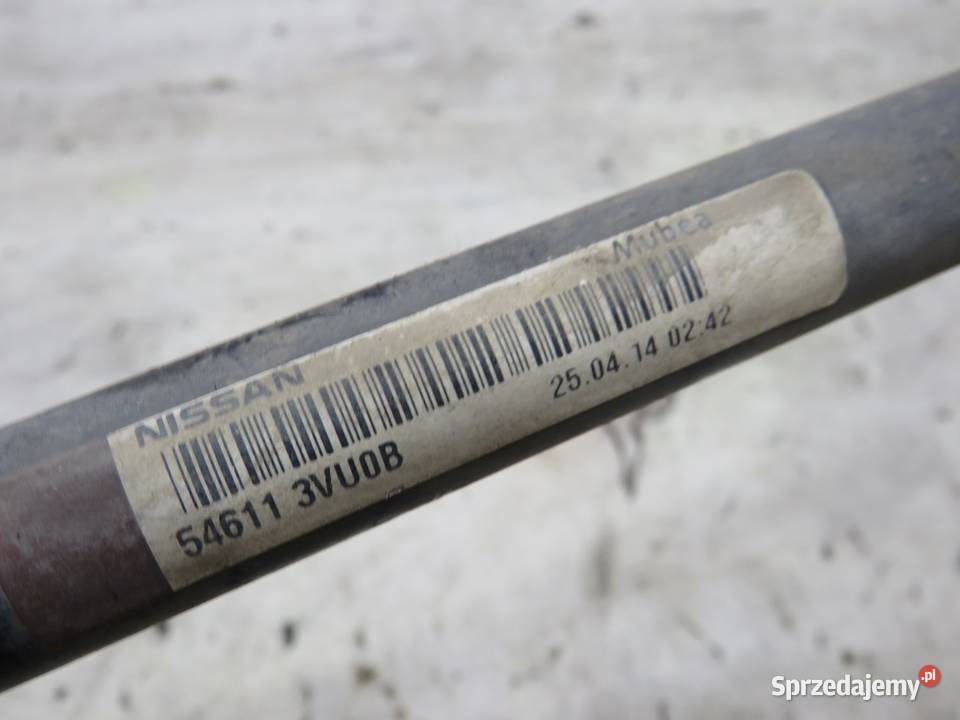 Mubea
NISSAN
25.04.14 02:42
54611 3VU0B
Sprzedajemy.pl